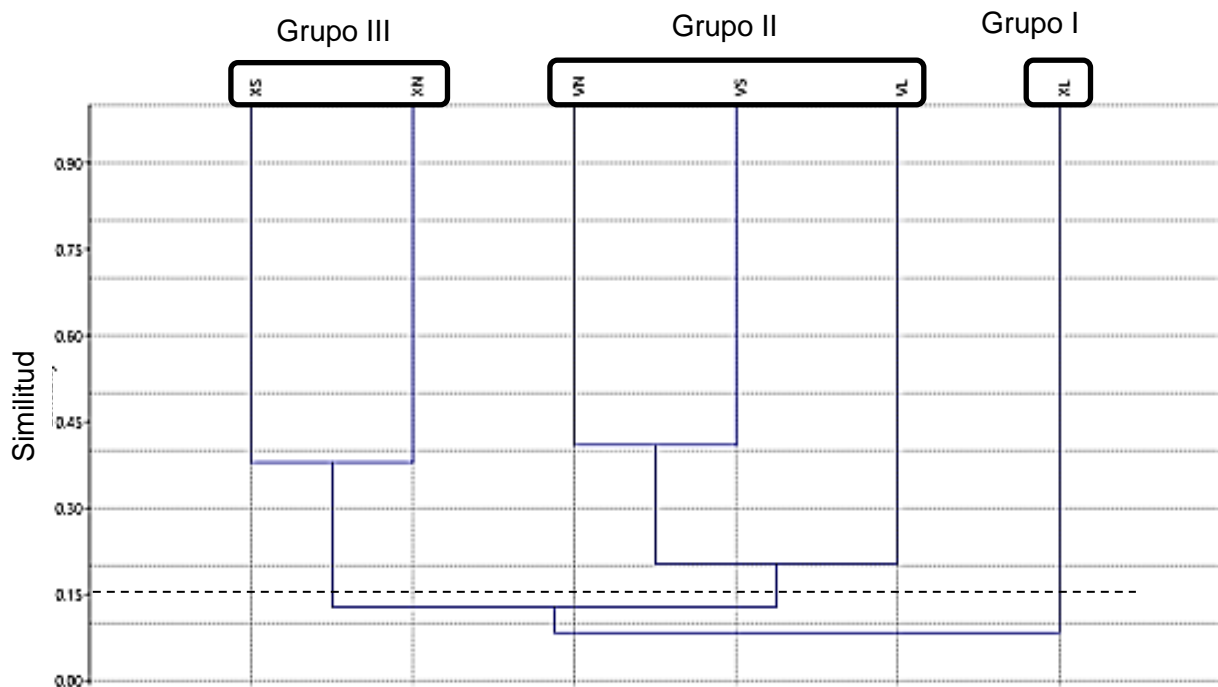 Grupo III
Grupo II
Grupo I
XS
XN
VN
VS
VL
XL
0.90
0.75
0.60
0.45
0.30
0.15
0.00
Similitud